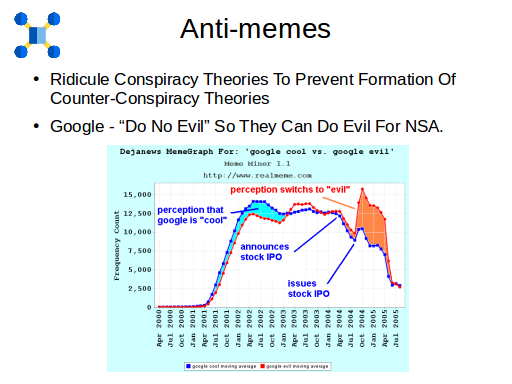 Anti-memes
• Ridicule Conspiracy Theories To Prevent Formation Of
Counter-Conspiracy Theories
• Google - “Do No Evil” So They Can Do Evil For NSA.
Dejanews MemeGraph For: 'google cool vs. google evil'
Meme Miner 1.1
http://www.realmeme.com
perception switchs to "evil"
perception that
google is "cool"
announces
stock IPO
issues
stock IPO
Frequency Count
15,000
12,500
10,000
7,500
5,000
2,500
0
Apr 2000
Jul 2000
Oct 2000
Jan 2001
Apr 2001
Jul 2001
Oct 2001
Jan 2002
Apr 2002
Jul 2002
Oct 2002
Jan 2003
Apr 2003
Jul 2003
Oct 2003
Jan 2004
Apr 2004
Jul 2004
Oct 2004
Jan 2005
Apr 2005
Jul 2005
google cool moving average google evil moving average